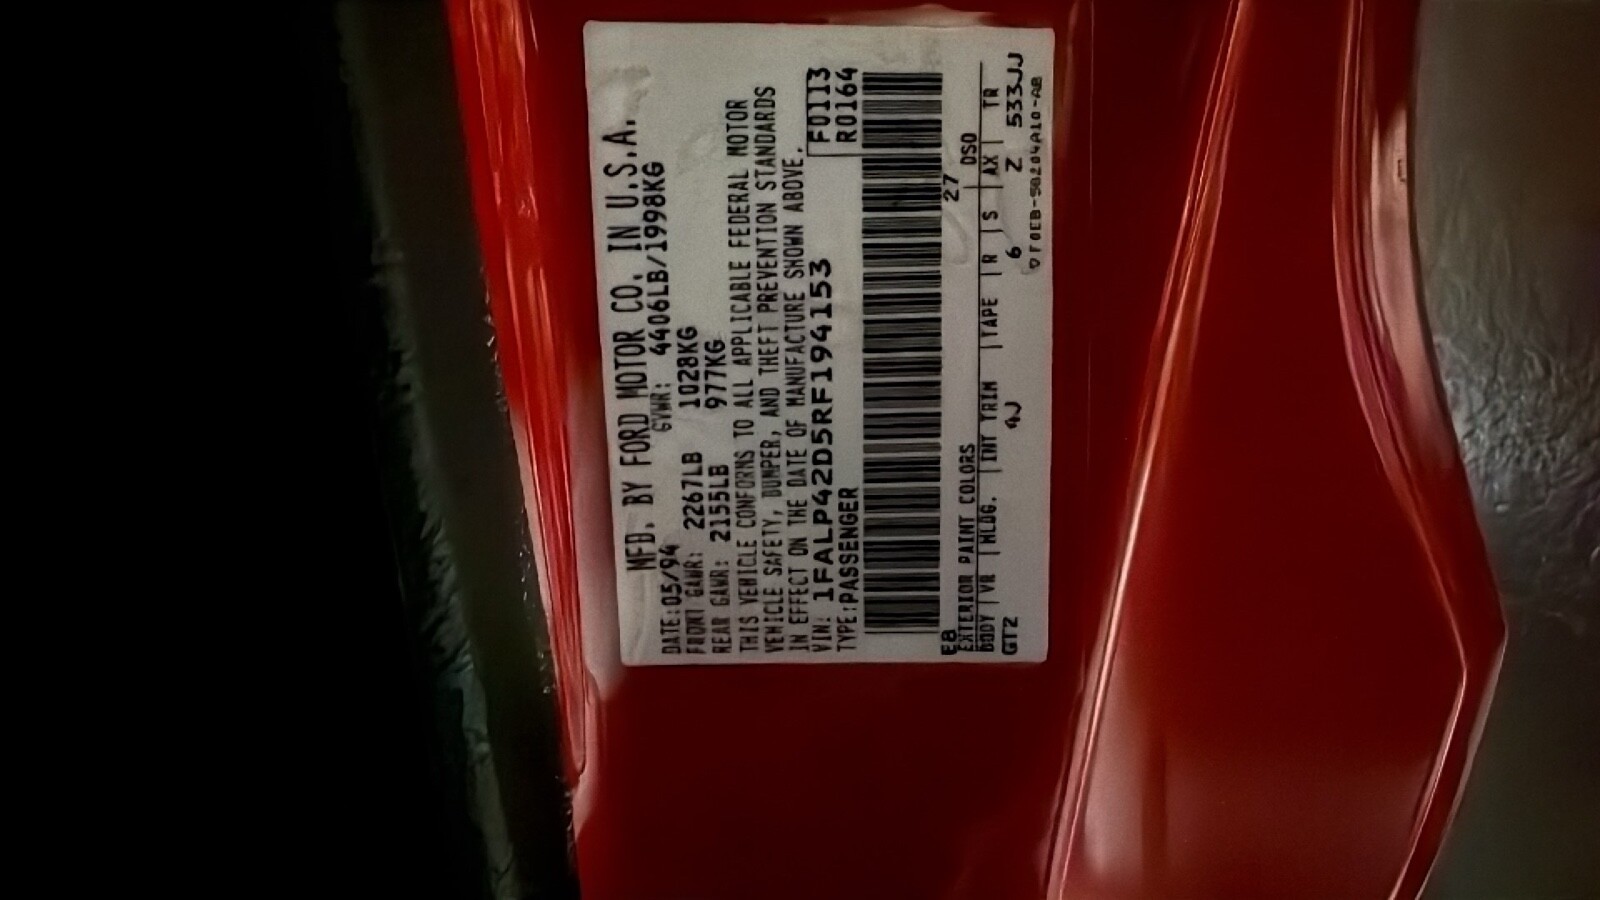 MFD. BY FORD MOTOR CO. IN U.S.A.
DATE: 05/94 GVWR: 4406LB/1998KG
FRONT GAWR: 2267LB 1028KG
REAR GAWR: 2155LB 977KG
THIS VEHICLE CONFORMS TO ALL APPLICABLE FEDERAL MOTOR
VEHICLE SAFETY, BUMPER, AND THEFT PREVENTION STANDARDS
IN EFFECT ON THE DATE OF MANUFACTURE SHOWN ABOVE.
VIN: 1FALP42D5RF194153 F0113
TYPE: PASSENGER R0164
E8 27
EXTERIOR PAINT COLORS DSO
BODY VR MLDG. INT TRIM TAPE R S AX TR
GTZ 4J 6 Z 533JJ